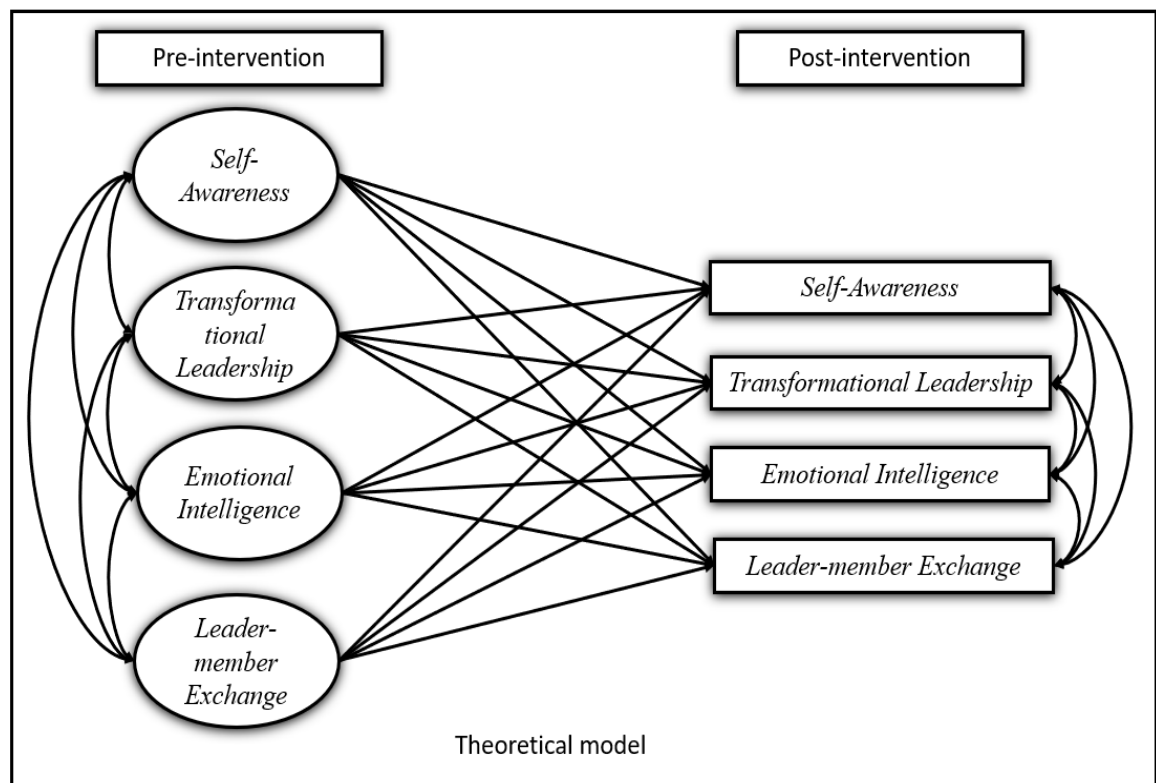 Pre-intervention
Post-intervention
Self-
Awareness
Transforma
tional
Leadership
Emotional
Intelligence
Leader-
member
Exchange
Self-Awareness
Transformational Leadership
Emotional Intelligence
Leader-member Exchange
Theoretical model